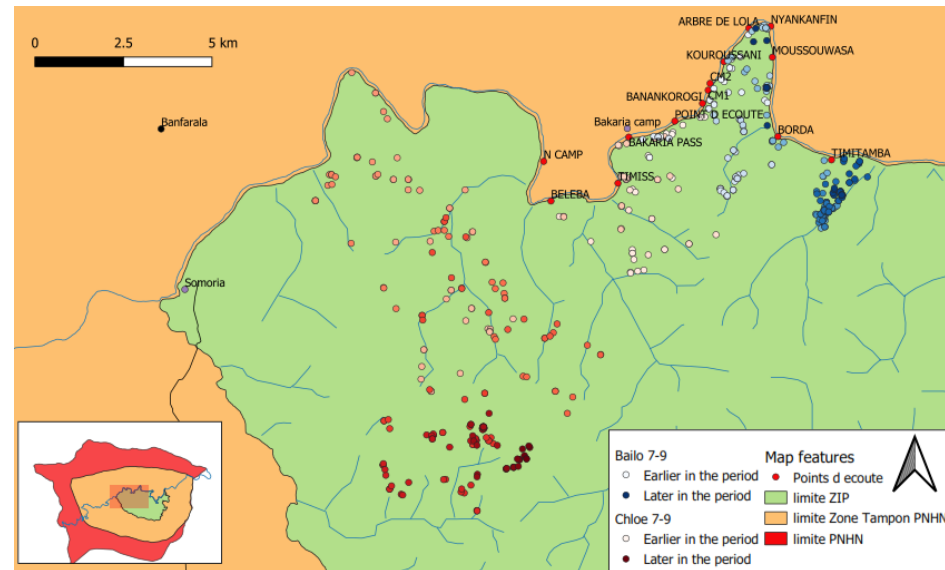 ARBRE DE LOLA
NYANKANFIN
0 2.5 5 km
KOUROUSSANI
MOUSSOUWASA
CM2
BANANKOROGI
CM1
Banfarala
Bakaria camp
POINT D ECOUTE
BORDA
BAKARIA PASS
N CAMP
TIMITAMBA
TIMISS
BELEBA
Somoria
Bailo 7-9
Earlier in the period
Later in the period
Chloe 7-9
Earlier in the period
Later in the period
Map features
Points d ecoute
limite ZIP
limite Zone Tampon PNHN
limite PNHN